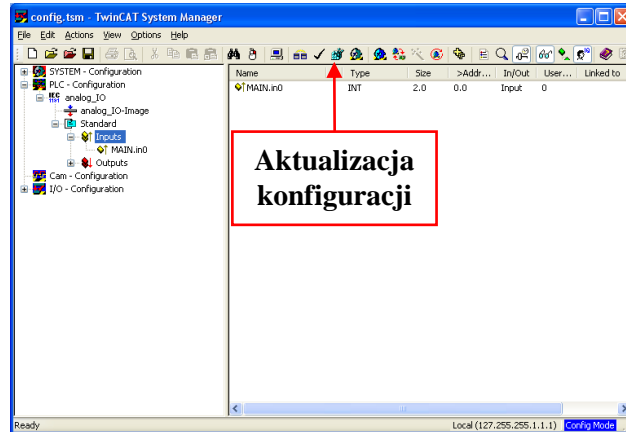 config.tsm - TwinCAT System Manager
File Edit Actions View Options Help
SYSTEM - Configuration
PLC - Configuration
analog_IO
analog_IO-Image
Standard
Inputs
MAIN.in0
Outputs
Cam - Configuration
I/O - Configuration
Name Type Size >Addr... In/Out User... Linked to
MAIN.in0 INT 2.0 0.0 Input 0
Aktualizacja
konfiguracji
Ready Local (127.255.255.1.1.1) Config Mode